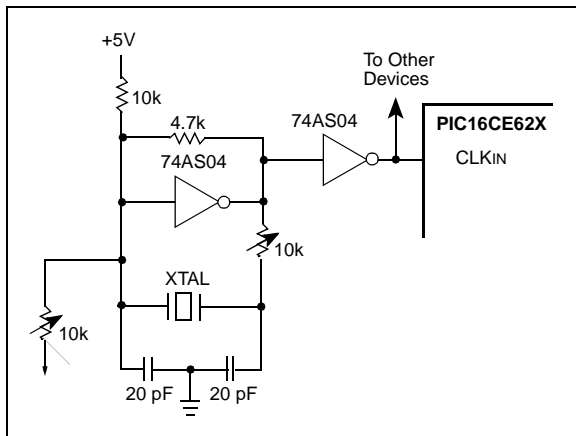 +5V
To Other
Devices
10k
4.7k
74AS04
PIC16CE62X
74AS04
CLKIN
10k
XTAL
10k
20 pF
20 pF